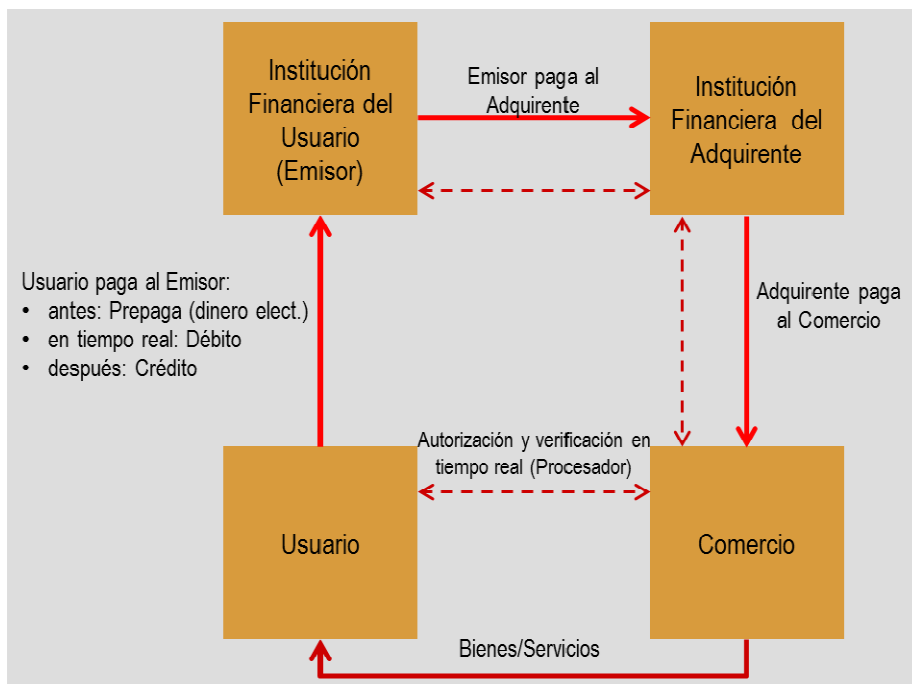 Institución
Financiera del
Usuario
(Emisor)
Emisor paga al
Adquirente
Institución
Financiera del
Adquirente
Usuario paga al Emisor:
• antes: Prepaga (dinero elect.)
• en tiempo real: Débito
• después: Crédito
Adquirente paga
al Comercio
Autorización y verificación en
tiempo real (Procesador)
Usuario
Comercio
Bienes/Servicios